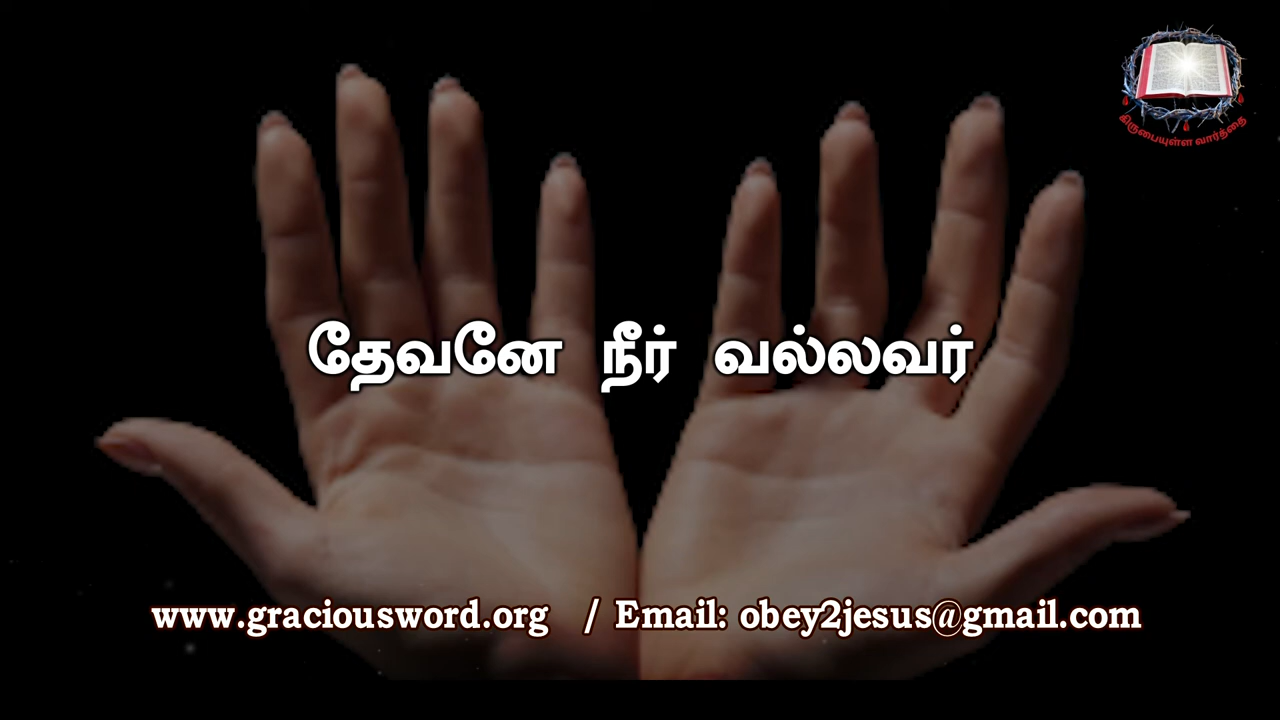 கிருபையுள்ள வார்த்தை
தேவனே நீர் வல்லவர்
www.graciousword.org / Email: obey2jesus@gmail.com